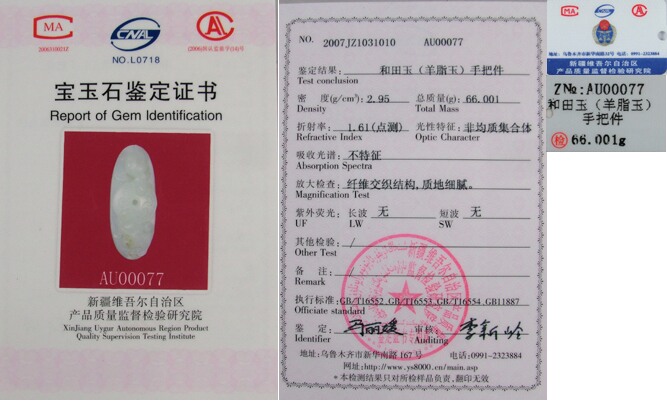 MA
CNAL
CAL
2006310021Z
NO.L0718
宝玉石鉴定证书
Report of Gem Identification
AU00077
新疆维吾尔自治区
产品质量监督检验研究院
XinJiang Uygur Autonomous Region Product
Quality Supervision Testing Institute
NO. 2007JZ1031010 AU00077
鉴定结果: 和田玉(羊脂玉)手把件
Test conclusion
密 度(g/cm³): 2.95 总质量(g): 66.001
Density Total Mass
折射率: 1.61(点测) 光性特征: 非均质集合体
Refractive Index Optic Character
吸收光谱: 不特征
Absorption Spectra
放大检查: 纤维交织结构,质地细腻。
Magnification Test
紫外荧光: 长波 无 短波 无
UF LW SW
其他检验: /
Other Test
备 注: /
Remark
执行标准: GB/T16552、GB/T16553、GB/T16554、GB11887
Officiate standard
鉴 定: 审核:
Identifier Auditing
地址:乌鲁木齐市新华南路167号 电话:0991-2323884
网址:http://www.ys8000.cn/main.asp
*本检测结果只对所检样品负责,翻印无效
MA
CNAL
CAL
新疆维吾尔自治区
产品质量监督检验研究院
ZNo:AU00077
和田玉(羊脂玉)
手把件
检 66.001g